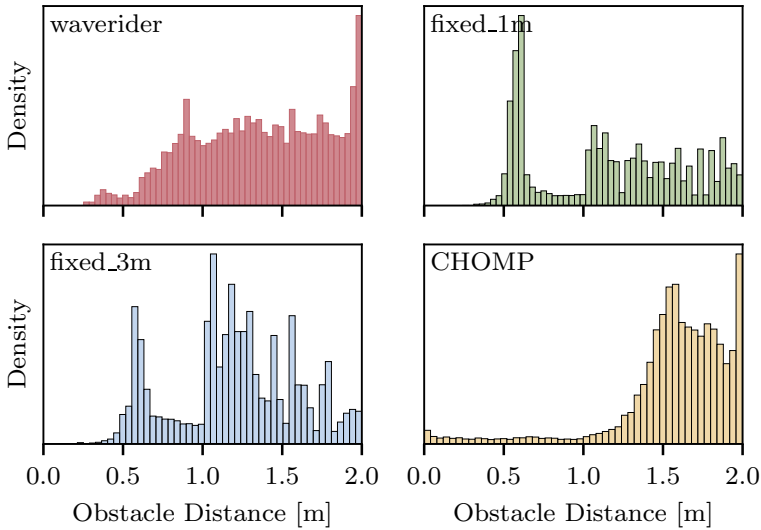 waverider
fixed_1m
Density
fixed_3m
CHOMP
Density
0.0 0.5 1.0 1.5 2.0
0.0 0.5 1.0 1.5 2.0
Obstacle Distance [m]
Obstacle Distance [m]